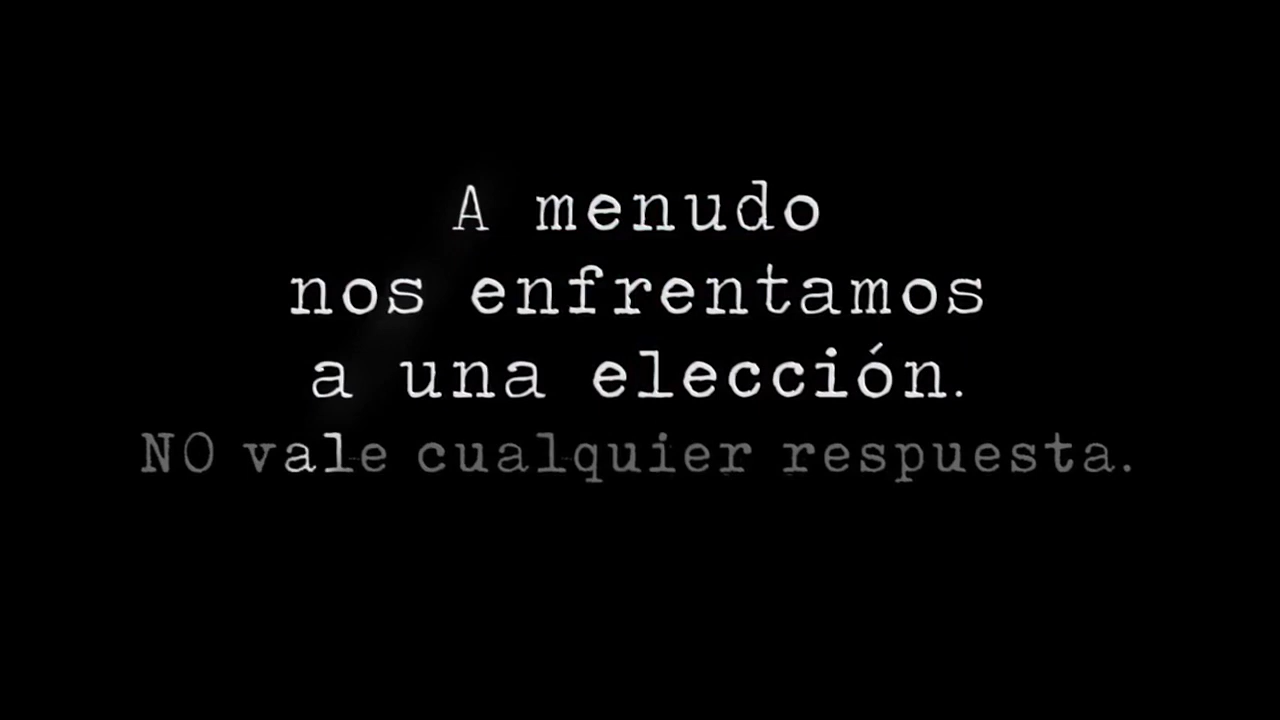 A menudo
nos enfrentamos
a una elección.
NO vale cualquier respuesta.